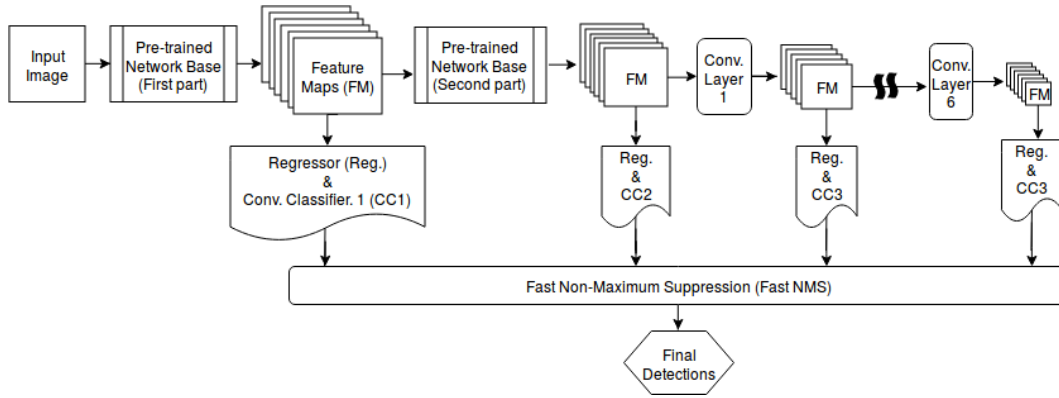 Input
Image
Pre-trained
Network Base
(First part)
Feature
Maps (FM)
Pre-trained
Network Base
(Second part)
FM
Conv.
Layer
1
FM
Conv.
Layer
6
FM
Regressor (Reg.)
&
Conv. Classifier. 1 (CC1)
Reg.
&
CC2
Reg.
&
CC3
Reg.
&
CC3
Fast Non-Maximum Suppression (Fast NMS)
Final
Detections